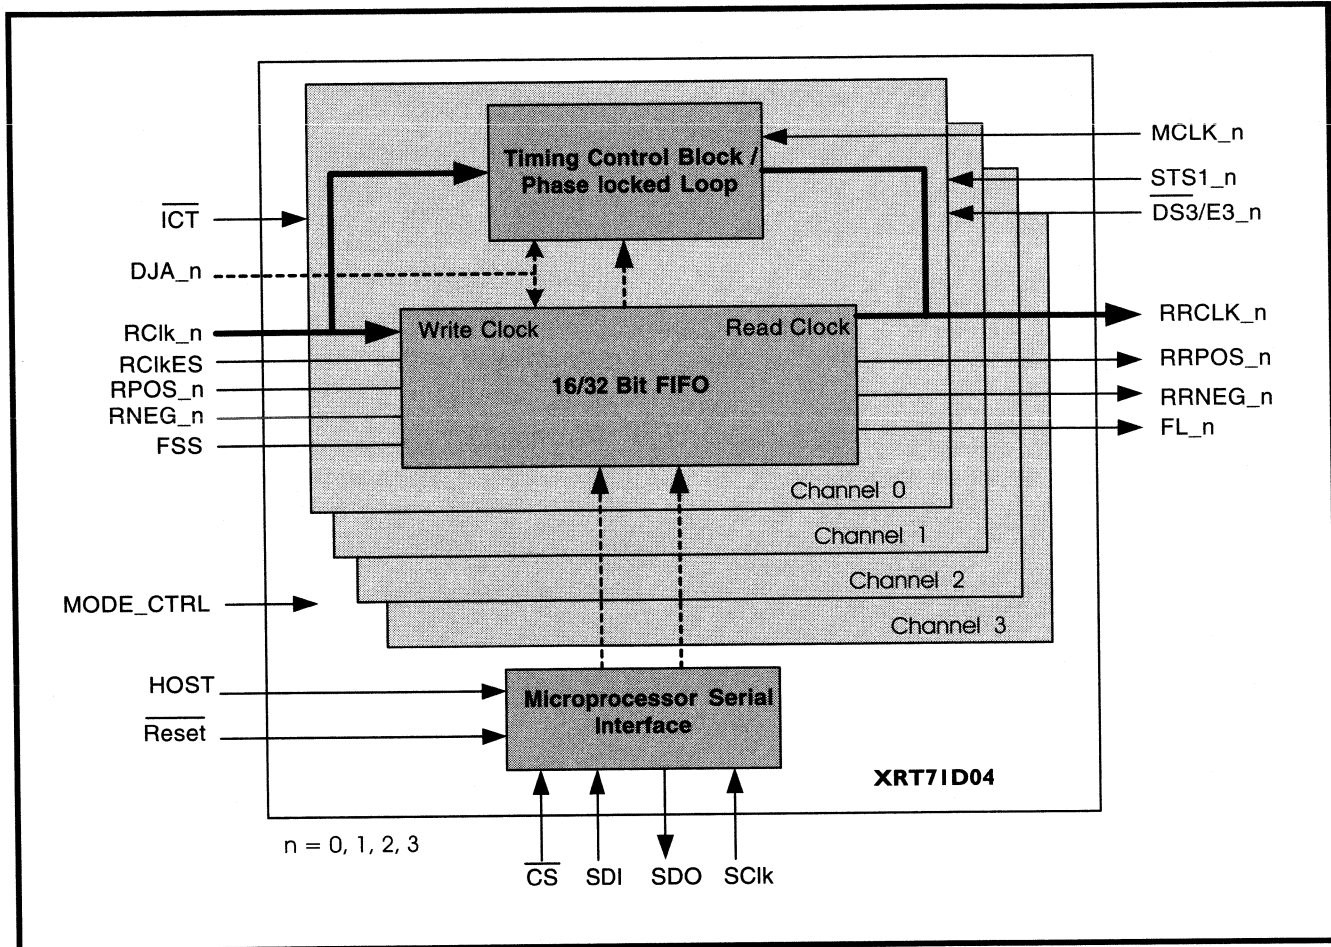 Timing Control Block /
Phase locked Loop
MCLK_n
STS1_n
DS3/E3_n
ICT
DJA_n
RClk_n
Write Clock
Read Clock
RRCLK_n
RClkES
RPOS_n
RNEG_n
FSS
16/32 Bit FIFO
RRPOS_n
RRNEG_n
FL_n
Channel 0
Channel 1
Channel 2
Channel 3
MODE_CTRL
HOST
Reset
Microprocessor Serial
Interface
XRT71D04
n = 0, 1, 2, 3
CS
SDI
SDO
SClk